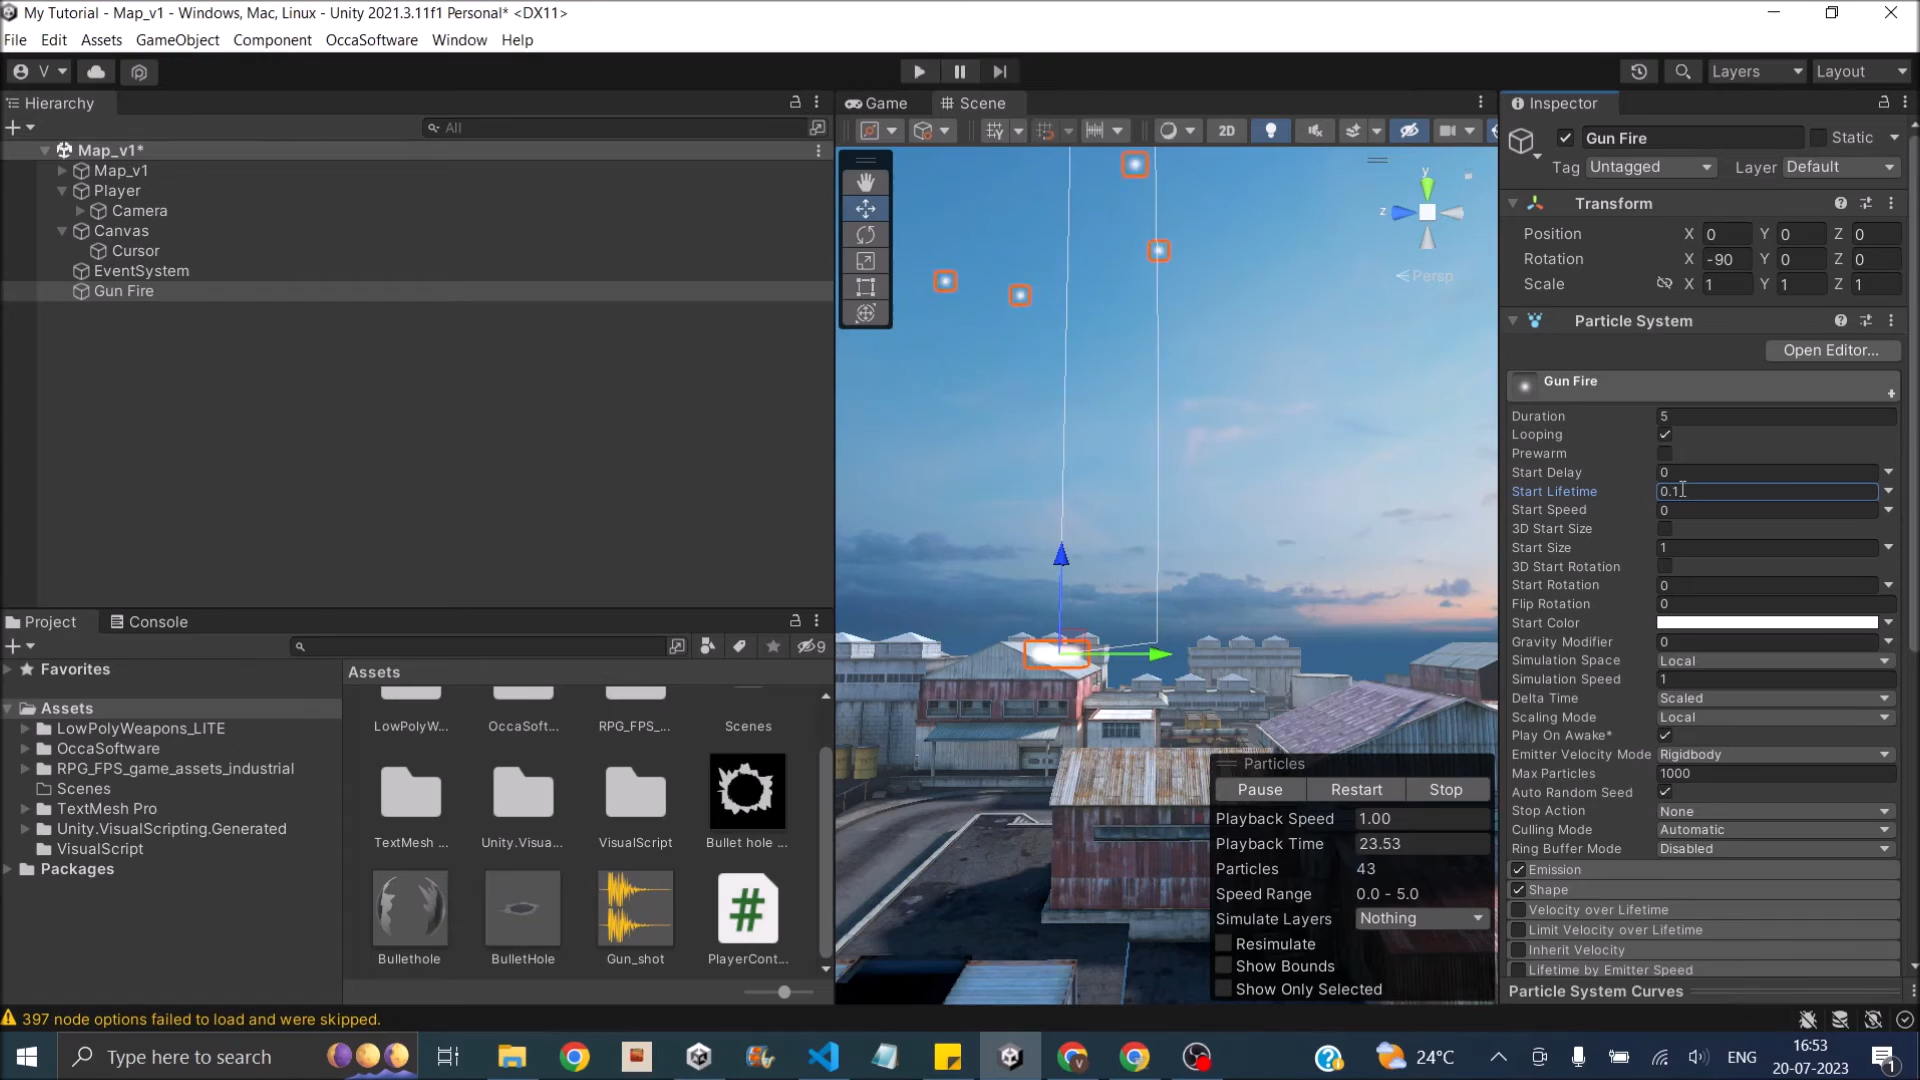 My Tutorial - Map_v1 - Windows, Mac, Linux - Unity 2021.3.11f1 Personal* <DX11>
File Edit Assets GameObject Component OccaSoftware Window Help
V Layers Layout
Hierarchy
All
Map_v1*
Map_v1
Player
Camera
Canvas
Cursor
EventSystem
Gun Fire
Game Scene
2D
y
z
Persp
Particles
Pause Restart Stop
Playback Speed 1.00
Playback Time 23.53
Particles 43
Speed Range 0.0 - 5.0
Simulate Layers Nothing
Resimulate
Show Bounds
Show Only Selected
Inspector
Gun Fire Static
Tag Untagged Layer Default
Transform
Position X 0 Y 0 Z 0
Rotation X -90 Y 0 Z 0
Scale X 1 Y 1 Z 1
Particle System
Open Editor...
Gun Fire
Duration 5
Looping
Prewarm
Start Delay 0
Start Lifetime 0.1
Start Speed 0
3D Start Size
Start Size 1
3D Start Rotation
Start Rotation 0
Flip Rotation 0
Start Color
Gravity Modifier 0
Simulation Space Local
Simulation Speed 1
Delta Time Scaled
Scaling Mode Local
Play On Awake*
Emitter Velocity Mode Rigidbody
Max Particles 1000
Auto Random Seed
Stop Action None
Culling Mode Automatic
Ring Buffer Mode Disabled
Emission
Shape
Velocity over Lifetime
Limit Velocity over Lifetime
Inherit Velocity
Lifetime by Emitter Speed
Particle System Curves
Project Console
9
Favorites
Assets
LowPolyWeapons_LITE
OccaSoftware
RPG_FPS_game_assets_industrial
Scenes
TextMesh Pro
Unity.VisualScripting.Generated
VisualScript
Packages
Assets
LowPolyW... OccaSoft... RPG_FPS_... Scenes
TextMesh ... Unity.Visua... VisualScript Bullet hole ...
#
Bullethole BulletHole Gun_shot PlayerCont...
397 node options failed to load and were skipped.
Type here to search
24°C ENG 16:53
20-07-2023
1